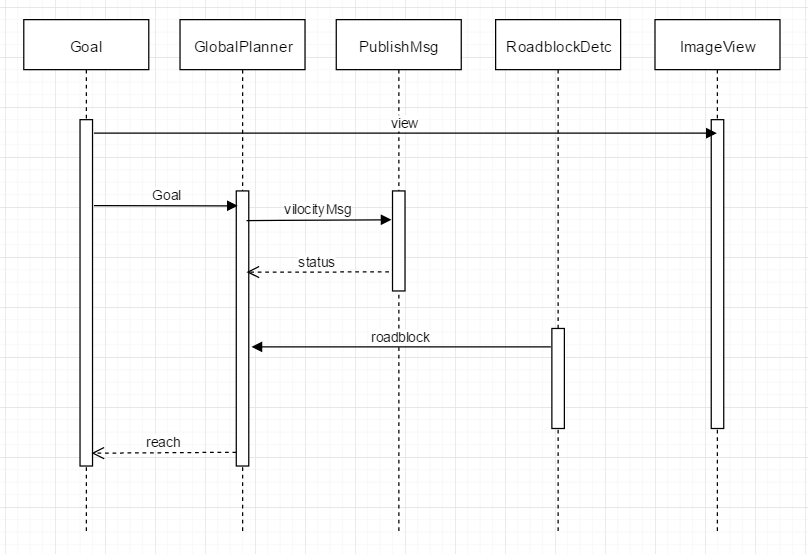 Goal
GlobalPlanner
PublishMsg
RoadblockDetc
ImageView
view
Goal
vilocityMsg
status
roadblock
reach